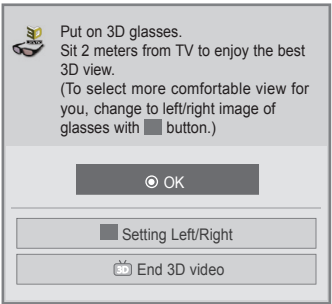 Put on 3D glasses.
Sit 2 meters from TV to enjoy the best
3D view.
(To select more comfortable view for
you, change to left/right image of
glasses with button.)
OK
Setting Left/Right
3D End 3D video